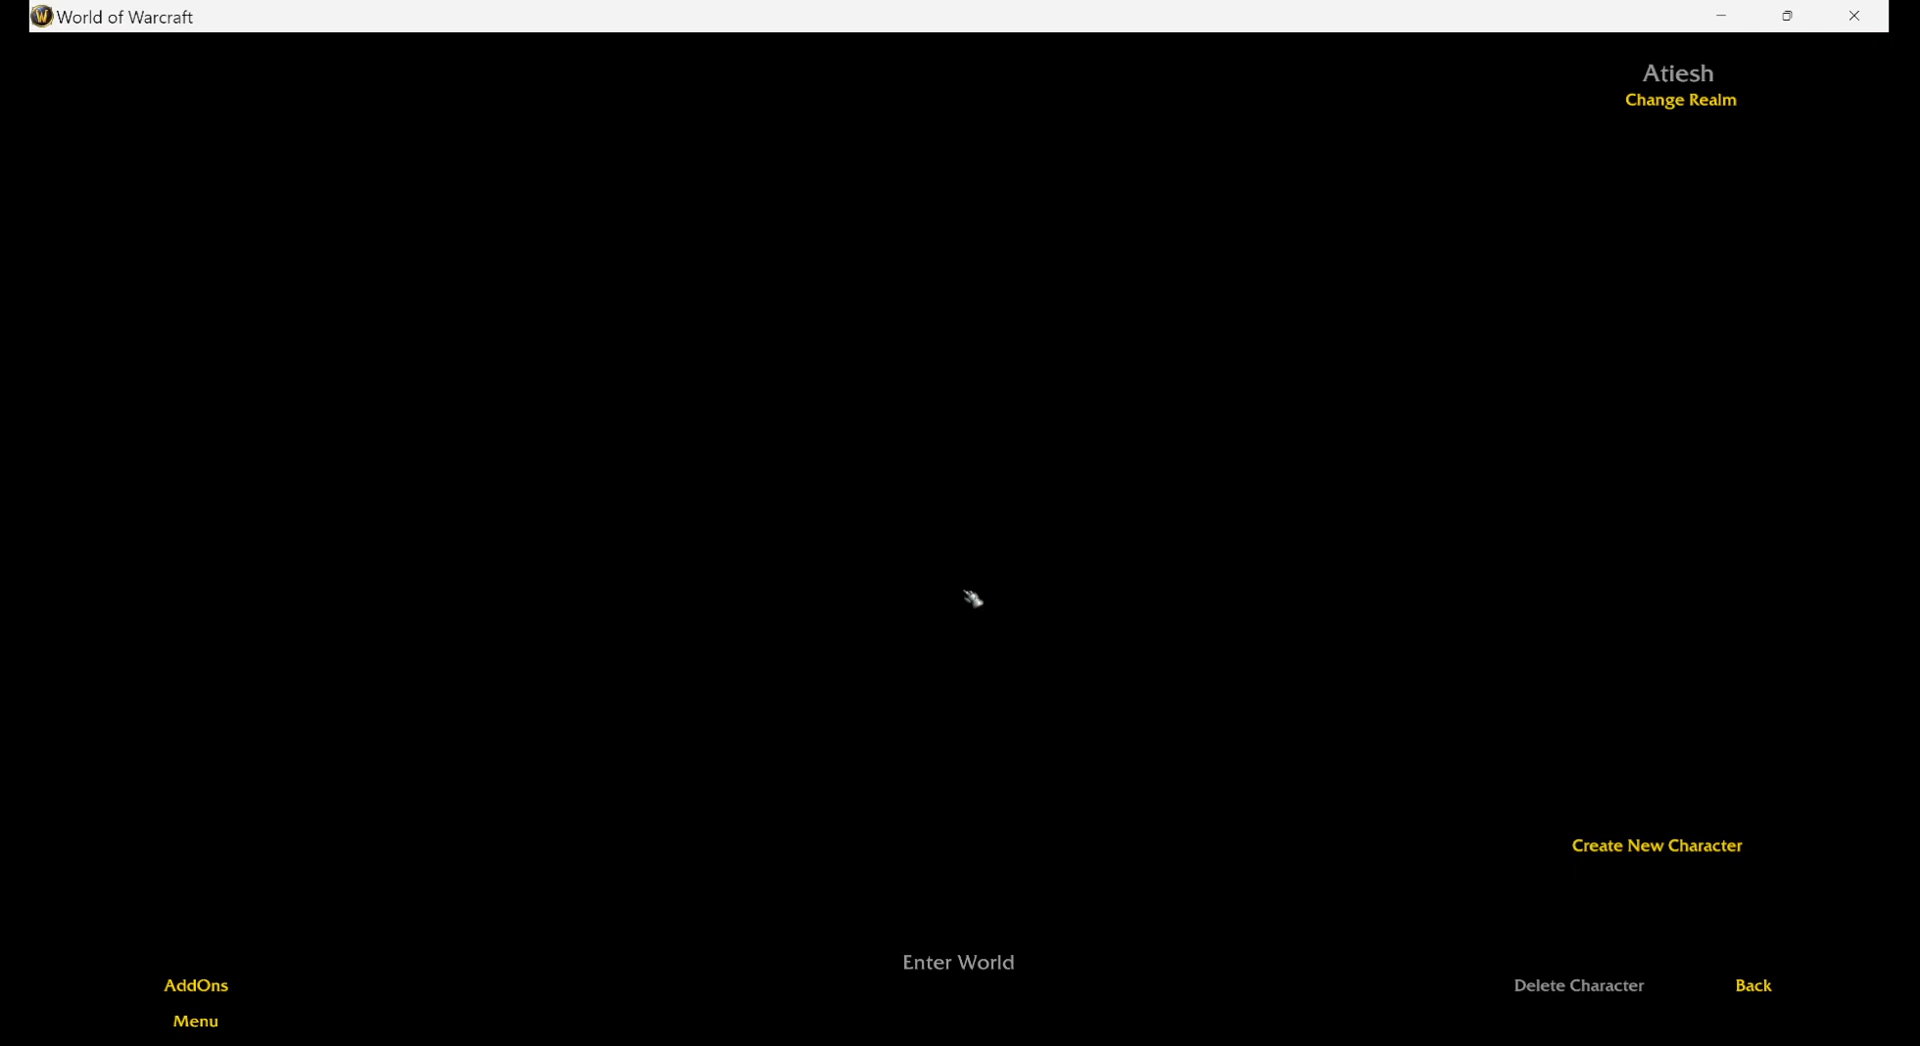 World of Warcraft
Atiesh
Change Realm
Create New Character
Enter World
AddOns
Delete Character
Back
Menu